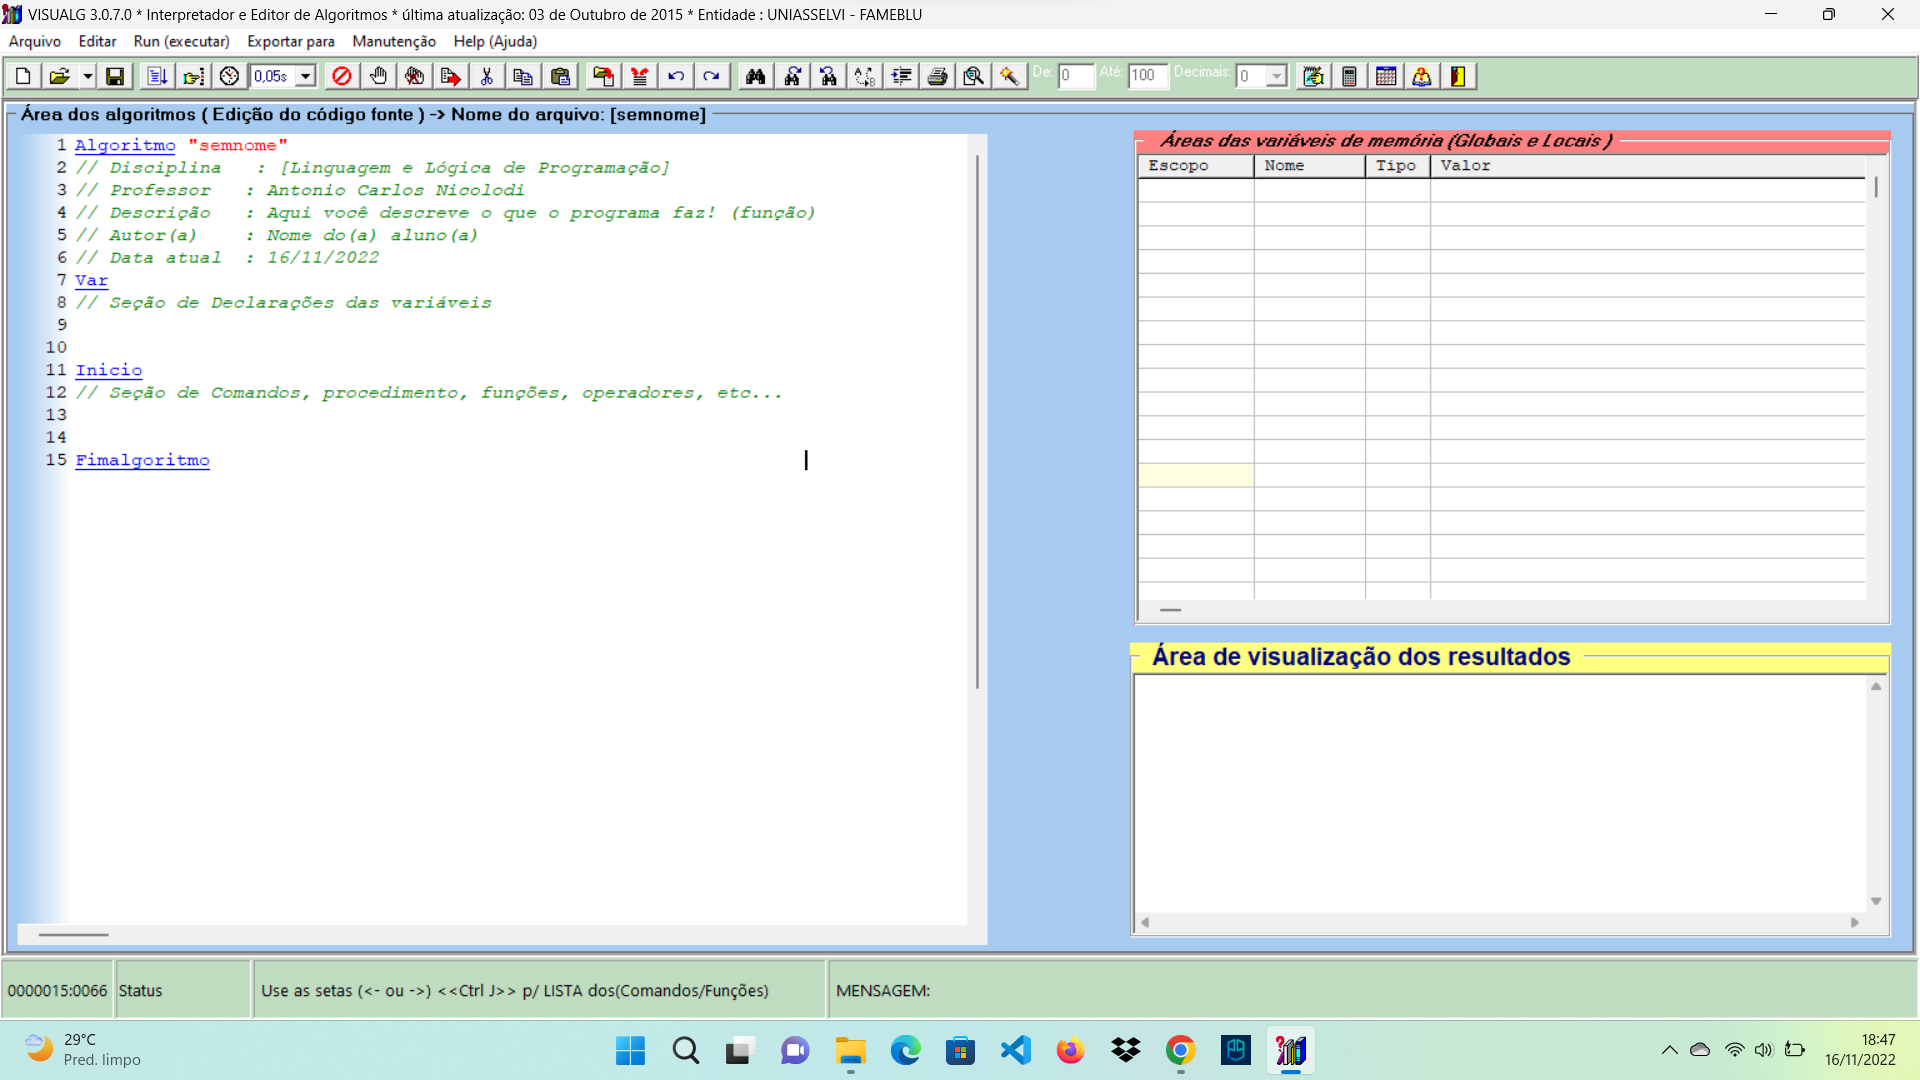 VISUALG 3.0.7.0 * Interpretador e Editor de Algoritmos * última atualização: 03 de Outubro de 2015 * Entidade : UNIASSELVI - FAMEBLU
Arquivo Editar Run (executar) Exportar para Manutenção Help (Ajuda)
0,05s De: 0 Até: 100 Decimais: 0
Área dos algoritmos ( Edição do código fonte ) -> Nome do arquivo: [semnome]
1 Algoritmo "semnome"
2 // Disciplina : [Linguagem e Lógica de Programação]
3 // Professor : Antonio Carlos Nicolodi
4 // Descrição : Aqui você descreve o que o programa faz! (função)
5 // Autor(a) : Nome do(a) aluno(a)
6 // Data atual : 16/11/2022
7 Var
8 // Seção de Declarações das variáveis
9
10
11 Inicio
12 // Seção de Comandos, procedimento, funções, operadores, etc...
13
14
15 Fimalgoritmo
Áreas das variáveis de memória (Globais e Locais )
Escopo Nome Tipo Valor
Área de visualização dos resultados
0000015:0066 Status Use as setas (<- ou ->) <<Ctrl J>> p/ LISTA dos(Comandos/Funções) MENSAGEM:
29°C
Pred. limpo
18:47
16/11/2022